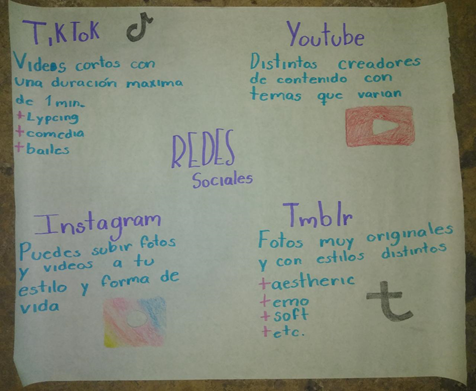 TikTok
Videos cortos con
una duración maxima
de 1 min.
+Lypcing
+comedia
+bailes
Youtube
Distintos creadores
de contenido con
temas que varian
REDES
Sociales
Instagram
Puedes subir fotos
y videos a tu
estilo y forma de
vida
Tmblr
Fotos muy originales
y con estilos distintos
+aestheric
+emo
+soft
+etc.
t